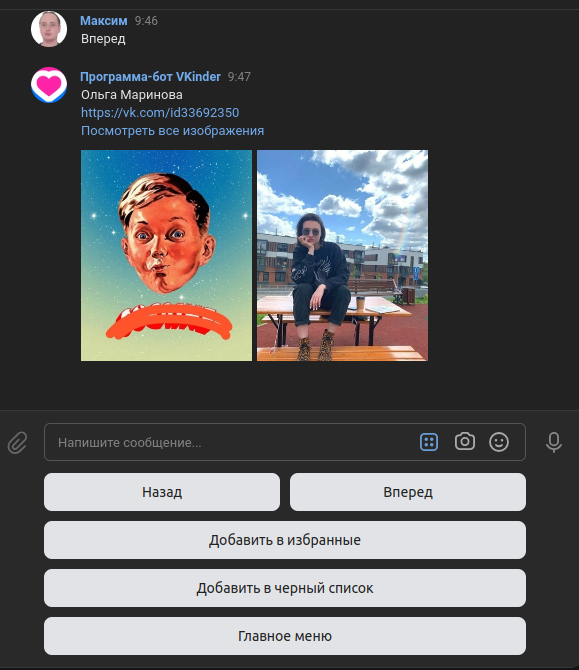 Максим 9:46
Вперед
Программа-бот VKinder 9:47
Ольга Маринова
https://vk.com/id33692350
Посмотреть все изображения
Напишите сообщение...
Назад Вперед
Добавить в избранные
Добавить в черный список
Главное меню